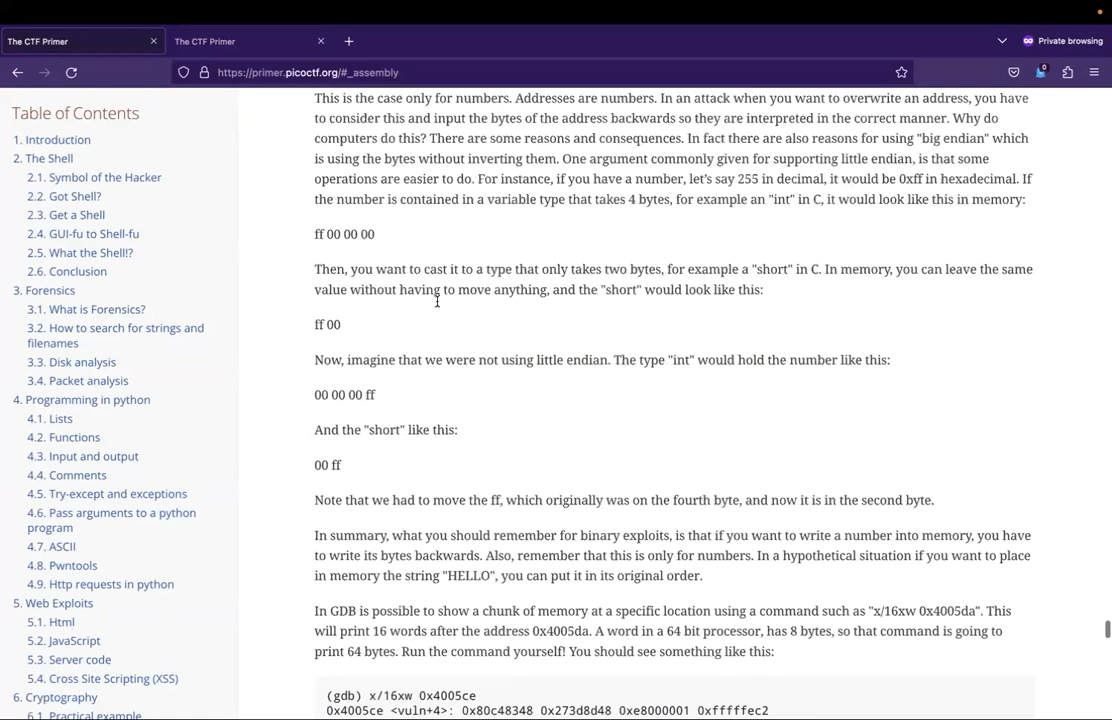 The CTF Primer
The CTF Primer
Private browsing
https://primer.picoctf.org/#_assembly
0
Table of Contents
1. Introduction
2. The Shell
2.1. Symbol of the Hacker
2.2. Got Shell?
2.3. Get a Shell
2.4. GUI-fu to Shell-fu
2.5. What the Shell!?
2.6. Conclusion
3. Forensics
3.1. What is Forensics?
3.2. How to search for strings and
filenames
3.3. Disk analysis
3.4. Packet analysis
4. Programming in python
4.1. Lists
4.2. Functions
4.3. Input and output
4.4. Comments
4.5. Try-except and exceptions
4.6. Pass arguments to a python
program
4.7. ASCII
4.8. Pwntools
4.9. Http requests in python
5. Web Exploits
5.1. Html
5.2. JavaScript
5.3. Server code
5.4. Cross Site Scripting (XSS)
6. Cryptography
6.1. Practical example
This is the case only for numbers. Addresses are numbers. In an attack when you want to overwrite an address, you have
to consider this and input the bytes of the address backwards so they are interpreted in the correct manner. Why do
computers do this? There are some reasons and consequences. In fact there are also reasons for using "big endian" which
is using the bytes without inverting them. One argument commonly given for supporting little endian, is that some
operations are easier to do. For instance, if you have a number, let's say 255 in decimal, it would be 0xff in hexadecimal. If
the number is contained in a variable type that takes 4 bytes, for example an "int" in C, it would look like this in memory:
ff 00 00 00
Then, you want to cast it to a type that only takes two bytes, for example a "short" in C. In memory, you can leave the same
value without having to move anything, and the "short" would look like this:
ff 00
Now, imagine that we were not using little endian. The type "int" would hold the number like this:
00 00 00 ff
And the "short" like this:
00 ff
Note that we had to move the ff, which originally was on the fourth byte, and now it is in the second byte.
In summary, what you should remember for binary exploits, is that if you want to write a number into memory, you have
to write its bytes backwards. Also, remember that this is only for numbers. In a hypothetical situation if you want to place
in memory the string "HELLO", you can put it in its original order.
In GDB is possible to show a chunk of memory at a specific location using a command such as "x/16xw 0x4005da". This
will print 16 words after the address 0x4005da. A word in a 64 bit processor, has 8 bytes, so that command is going to
print 64 bytes. Run the command yourself! You should see something like this:
(gdb) x/16xw 0x4005ce
0x4005ce <vuln+4>: 0x80c48348 0x273d8d48 0xe8000001 0xfffffec2